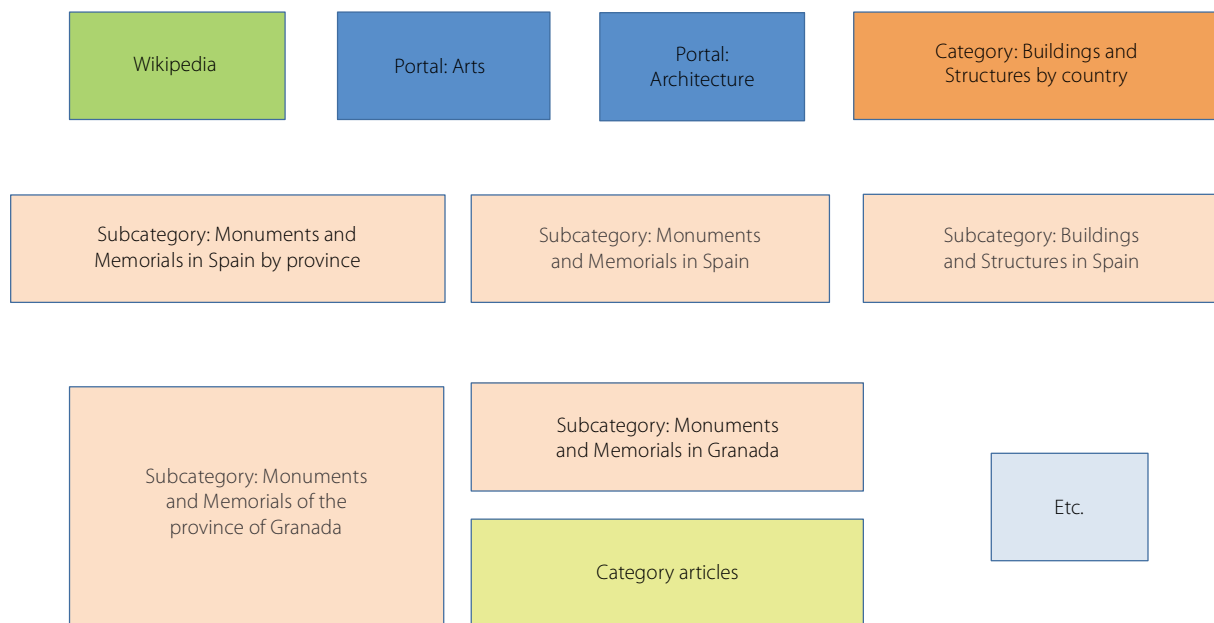 Wikipedia
Portal: Arts
Portal:
Architecture
Category: Buildings and
Structures by country
Subcategory: Monuments and
Memorials in Spain by province
Subcategory: Monuments
and Memorials in Spain
Subcategory: Buildings
and Structures in Spain
Subcategory: Monuments
and Memorials of the
province of Granada
Subcategory: Monuments
and Memorials in Granada
Category articles
Etc.